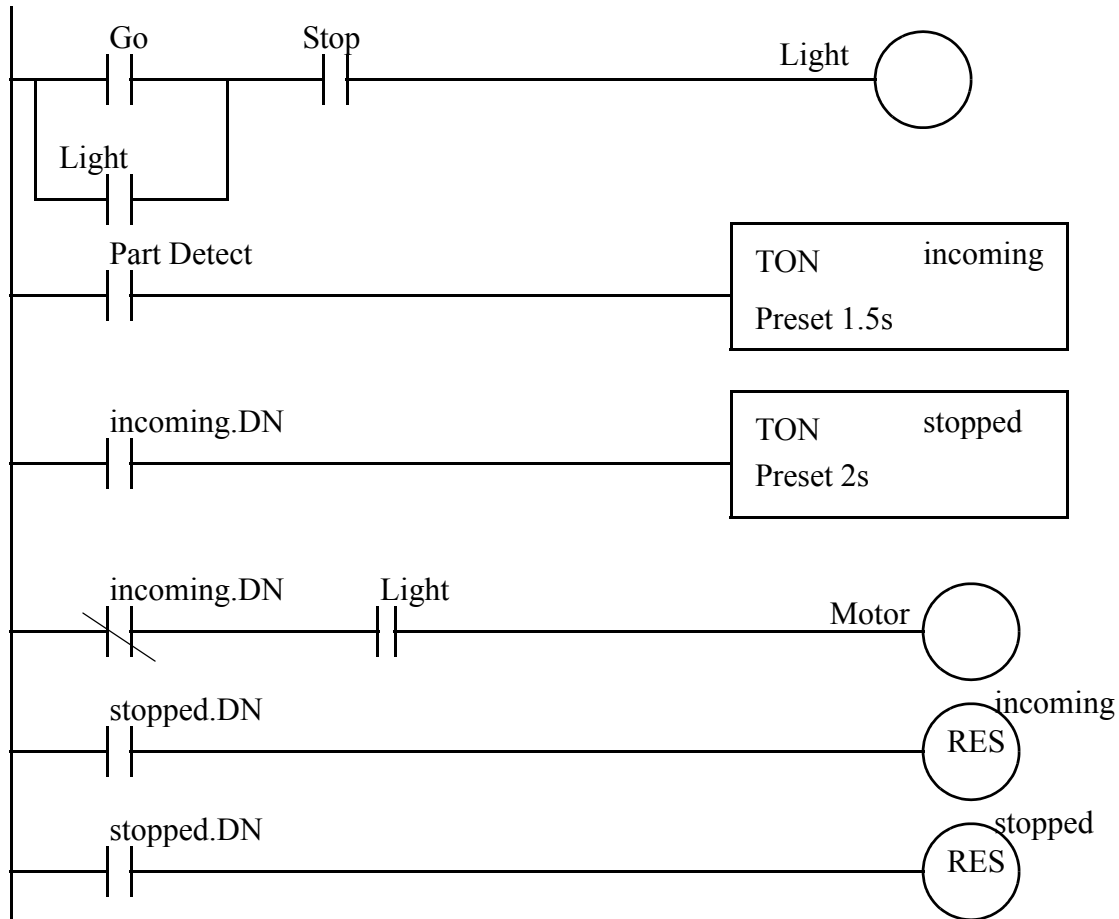 Go
Stop
Light
Light
Part Detect
TON incoming
Preset 1.5s
incoming.DN
TON stopped
Preset 2s
incoming.DN
Light
Motor
stopped.DN
incoming
RES
stopped.DN
stopped
RES